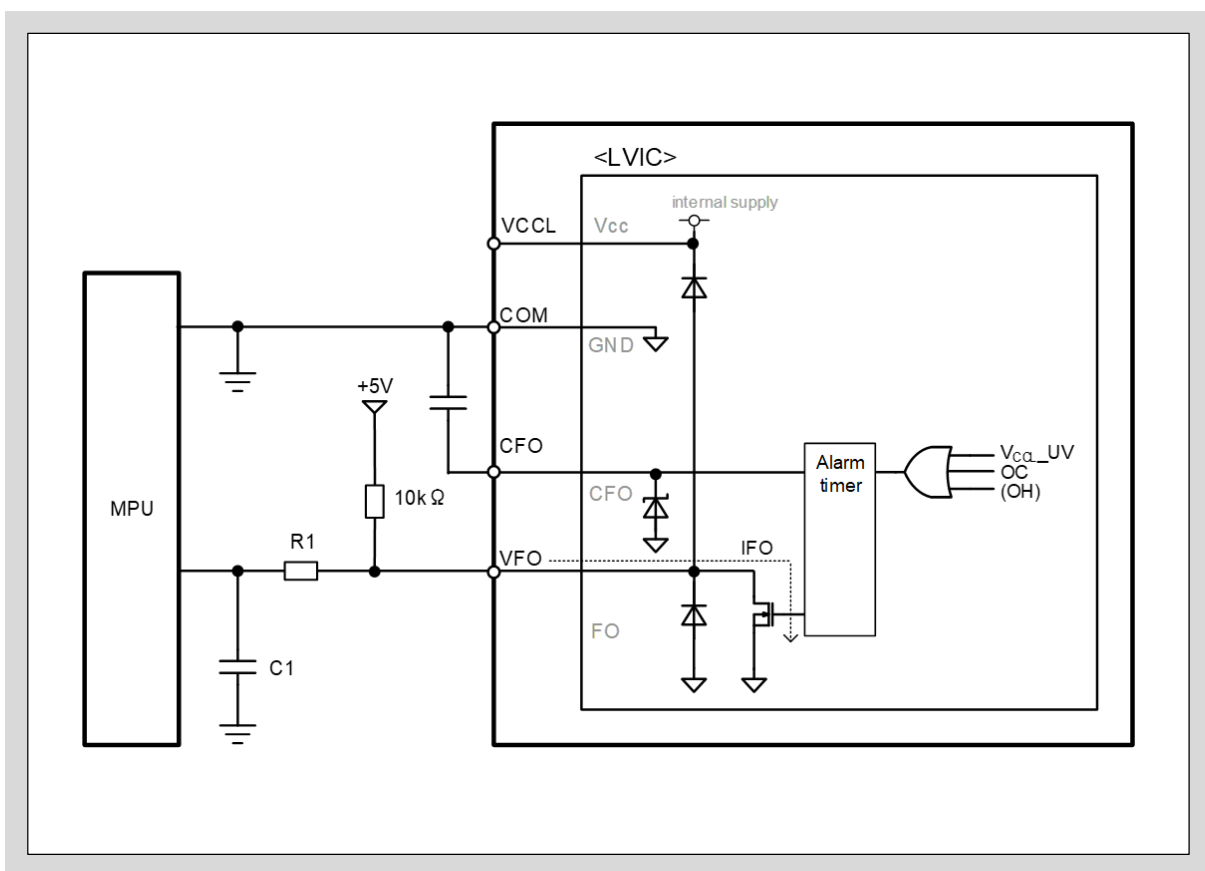 <LVIC>
internal supply
VCCL
Vcc
COM
GND
+5V
CFO
CFO
Alarm
timer
VCCL_UV
OC
(OH)
10kΩ
MPU
R1
VFO
IFO
FO
C1